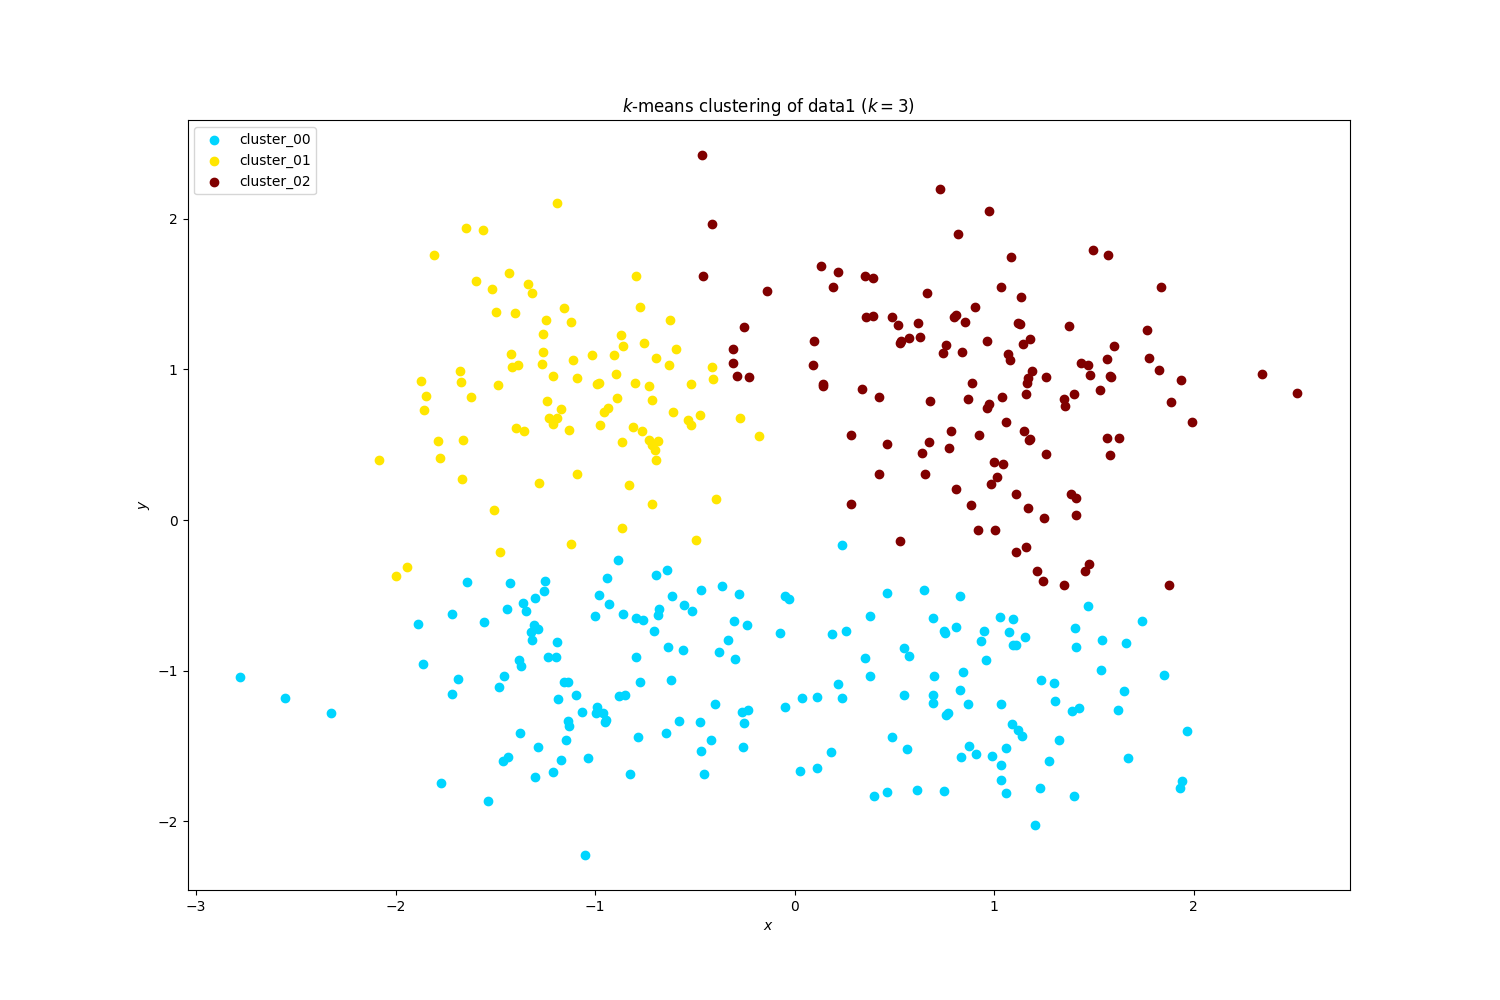 k-means clustering of data1 (k = 3)
cluster_00
cluster_01
cluster_02
2
1
0
−1
−2
y
−3 −2 −1 0 1 2
x